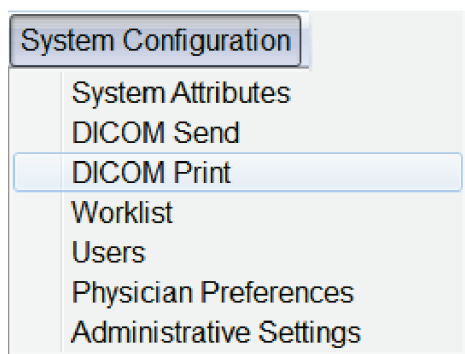 System Configuration
System Attributes
DICOM Send
DICOM Print
Worklist
Users
Physician Preferences
Administrative Settings